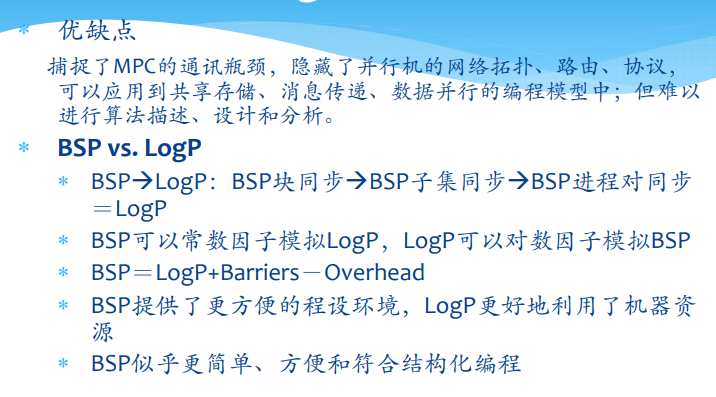 * 优缺点
捕捉了MPC的通讯瓶颈，隐藏了并行机的网络拓扑、路由、协议，
可以应用到共享存储、消息传递、数据并行的编程模型中；但难以
进行算法描述、设计和分析。
* BSP vs. LogP
* BSP→LogP：BSP块同步→BSP子集同步→BSP进程对同步
＝LogP
* BSP可以常数因子模拟LogP，LogP可以对数因子模拟BSP
* BSP＝LogP+Barriers－Overhead
* BSP提供了更方便的程设环境，LogP更好地利用了机器资
源
* BSP似乎更简单、方便和符合结构化编程